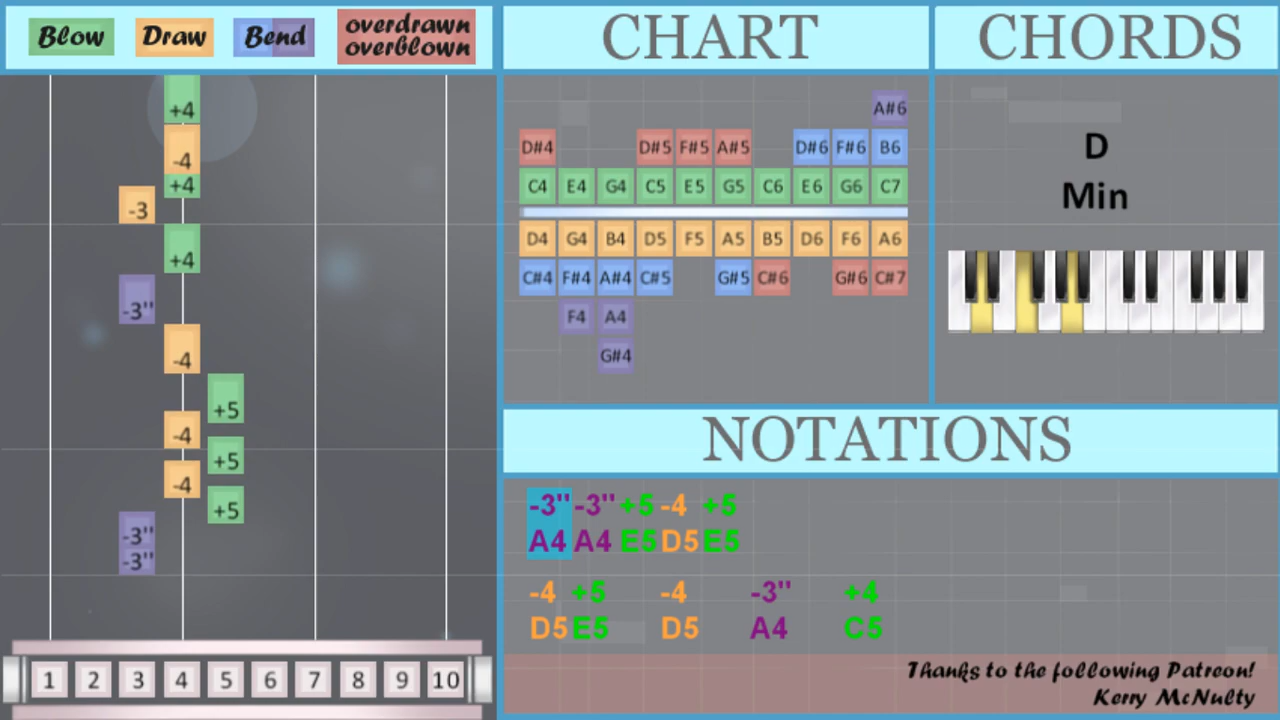 Blow Draw Bend overdrawn
overblown
CHART
CHORDS
+4
-4
+4
-3
+4
-3''
-4
+5
-4
+5
-4
+5
-3''
-3''
1 2 3 4 5 6 7 8 9 10
A#6
D#4 D#5 F#5 A#5 D#6 F#6 B6
C4 E4 G4 C5 E5 G5 C6 E6 G6 C7
D4 G4 B4 D5 F5 A5 B5 D6 F6 A6
C#4 F#4 A#4 C#5 G#5 C#6 G#6 C#7
F4 A4
G#4
D
Min
NOTATIONS
-3'' -3'' +5 -4 +5
A4 A4 E5 D5 E5
-4 +5 -4 -3'' +4
D5 E5 D5 A4 C5
Thanks to the following Patreon!
Kerry McNulty